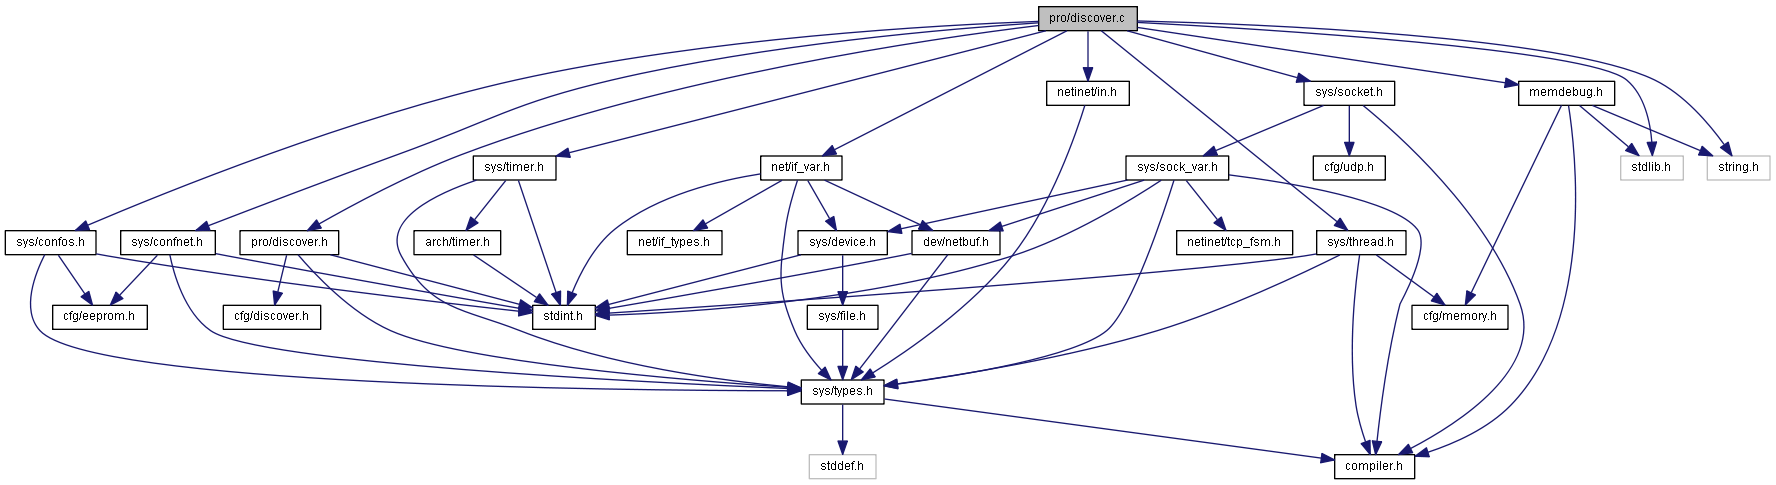 pro/discover.c
netinet/in.h
sys/socket.h
memdebug.h
sys/timer.h
net/if_var.h
sys/sock_var.h
cfg/udp.h
stdlib.h
string.h
sys/confos.h
sys/confnet.h
pro/discover.h
arch/timer.h
net/if_types.h
sys/device.h
dev/netbuf.h
netinet/tcp_fsm.h
sys/thread.h
cfg/eeprom.h
cfg/discover.h
stdint.h
sys/file.h
cfg/memory.h
sys/types.h
stddef.h
compiler.h